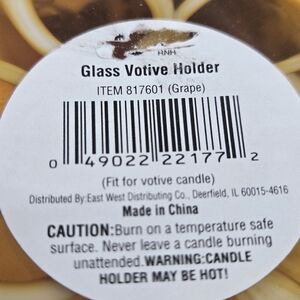 HNH
Glass Votive Holder
ITEM 817601 (Grape)
0 49022 22177 2
(Fit for votive candle)
Distributed By:East West Distributing Co., Deerfield, IL 60015-4616
Made in China
CAUTION:Burn on a temperature safe
surface. Never leave a candle burning
unattended.WARNING:CANDLE
HOLDER MAY BE HOT!